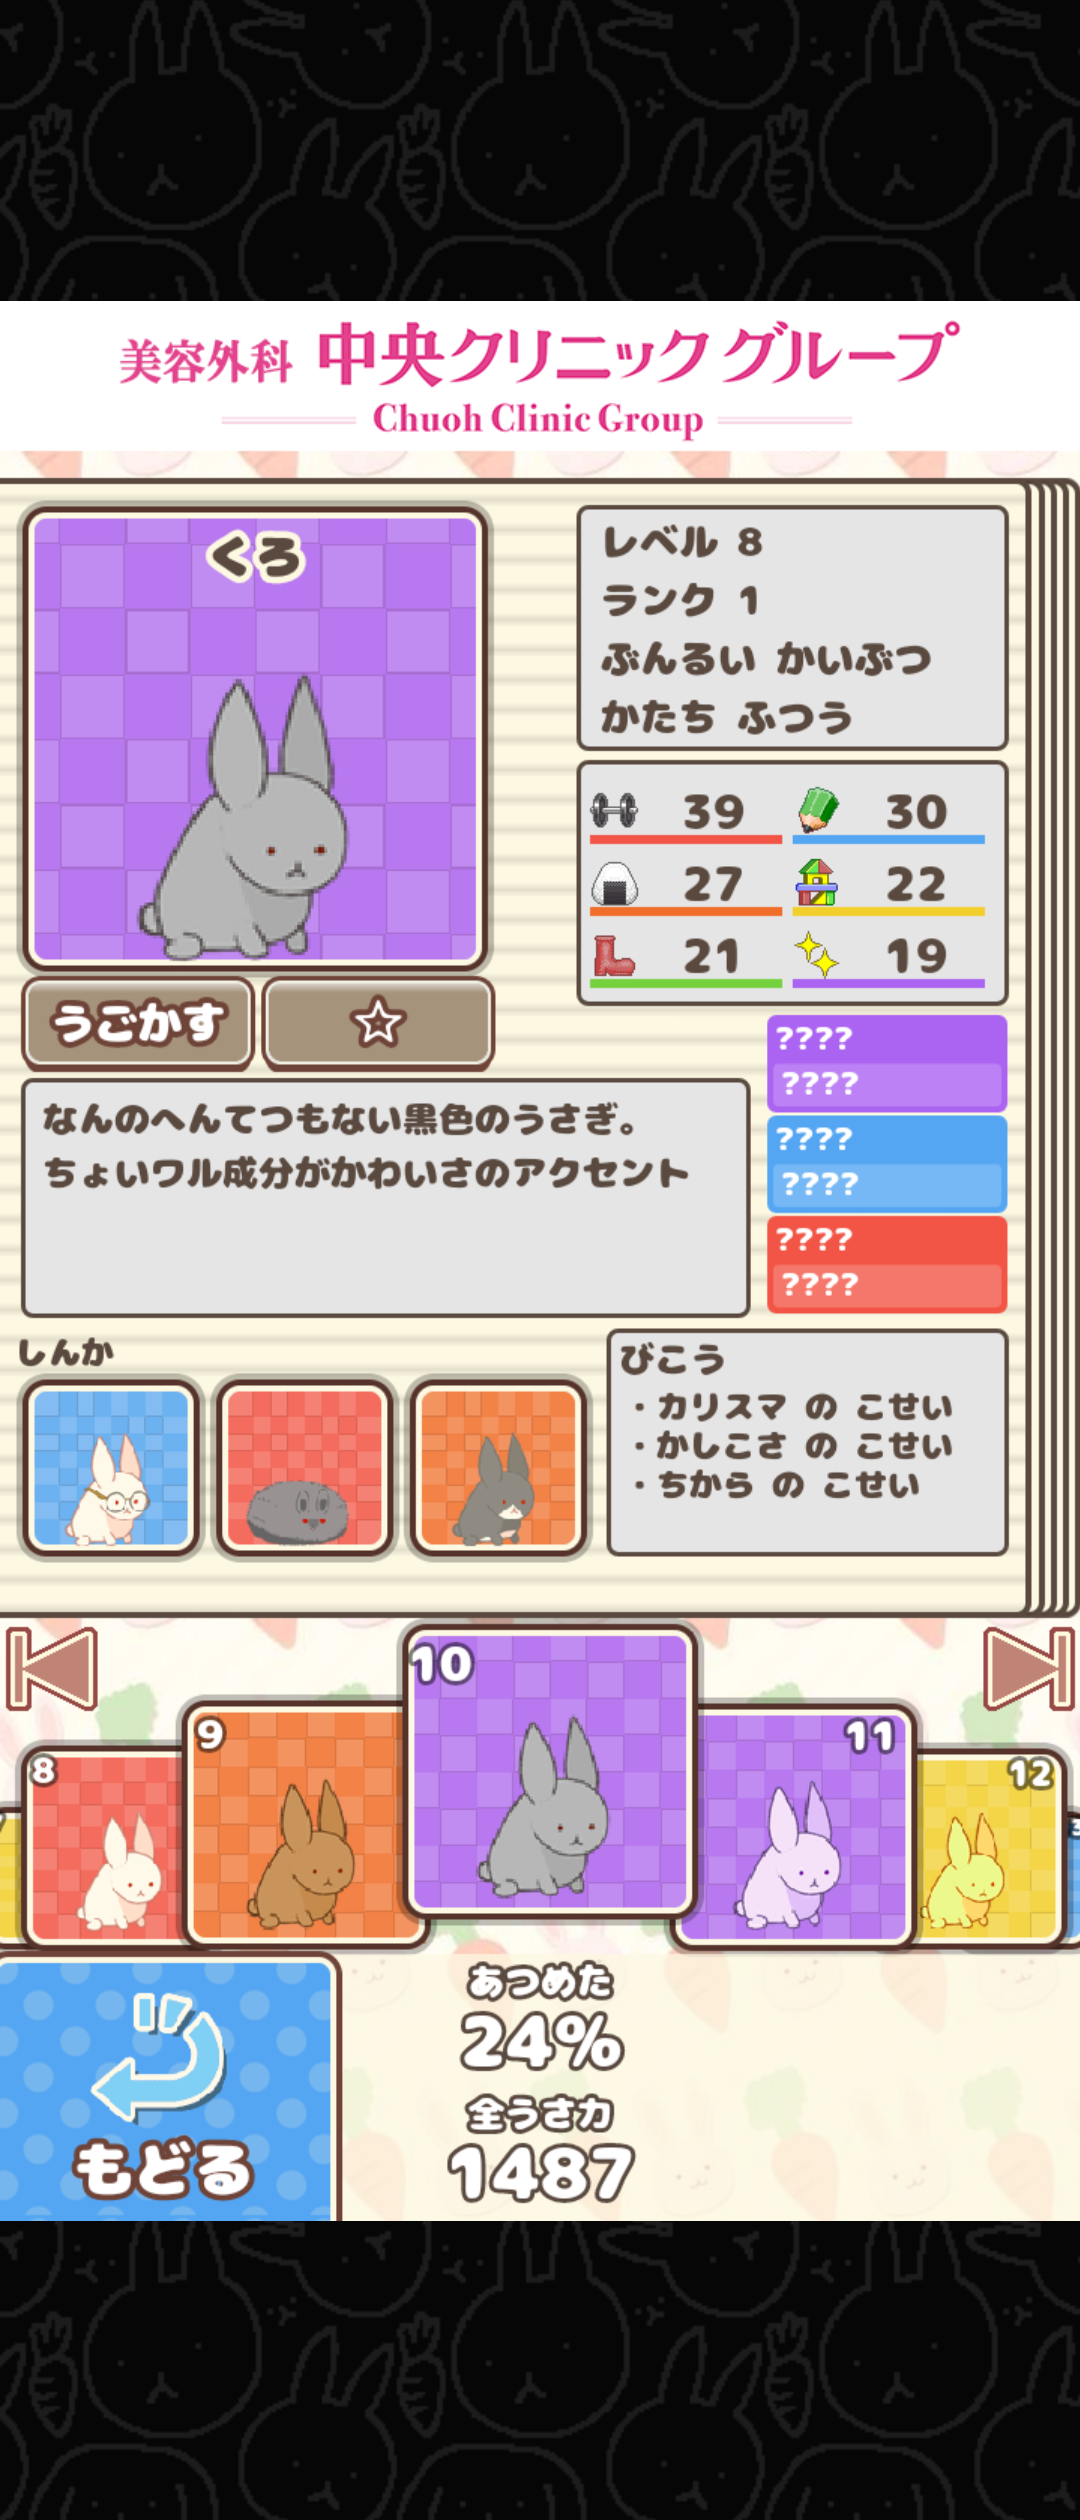 美容外科 中央クリニックグループ
Chuoh Clinic Group
くろ
レベル 8
ランク 1
ぶんるい かいぶつ
かたち ふつう
39 30
27 22
21 19
うごかす ☆
????
????
????
????
????
????
なんのへんてつもない黒色のうさぎ。
ちょいワル成分がかわいさのアクセント
しんか
びこう
・カリスマ の こせい
・かしこさ の こせい
・ちから の こせい
8
9
10
11
12
もどる
あつめた
24%
全うさ力
1487